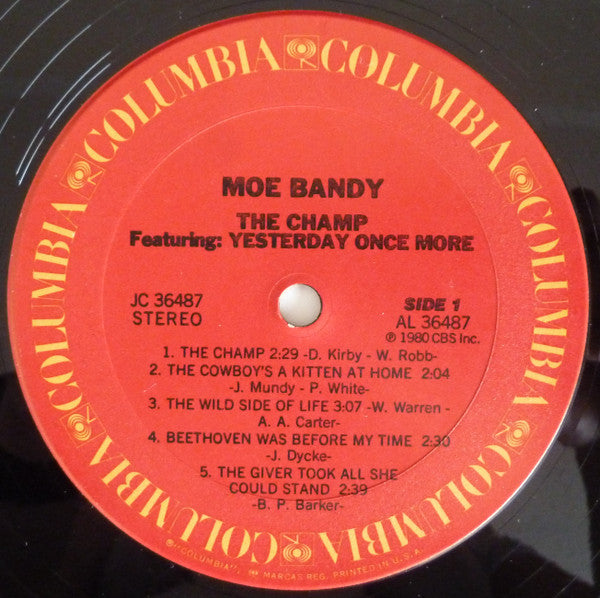 COLUMBIA COLUMBIA COLUMBIA COLUMBIA COLUMBIA COLUMBIA
MOE BANDY
THE CHAMP
Featuring: YESTERDAY ONCE MORE
JC 36487
STEREO
SIDE 1
AL 36487
℗ 1980 CBS Inc.
1. THE CHAMP 2:29 -D. Kirby - W. Robb-
2. THE COWBOY'S A KITTEN AT HOME 2:04
-J. Mundy - P. White-
3. THE WILD SIDE OF LIFE 3:07 -W. Warren -
A. A. Carter-
4. BEETHOVEN WAS BEFORE MY TIME 2:30
-J. Dycke-
5. THE GIVER TOOK ALL SHE
COULD STAND 2:39
-B. P. Barker-
®"COLUMBIA", MARCAS REG. PRINTED IN U.S.A.